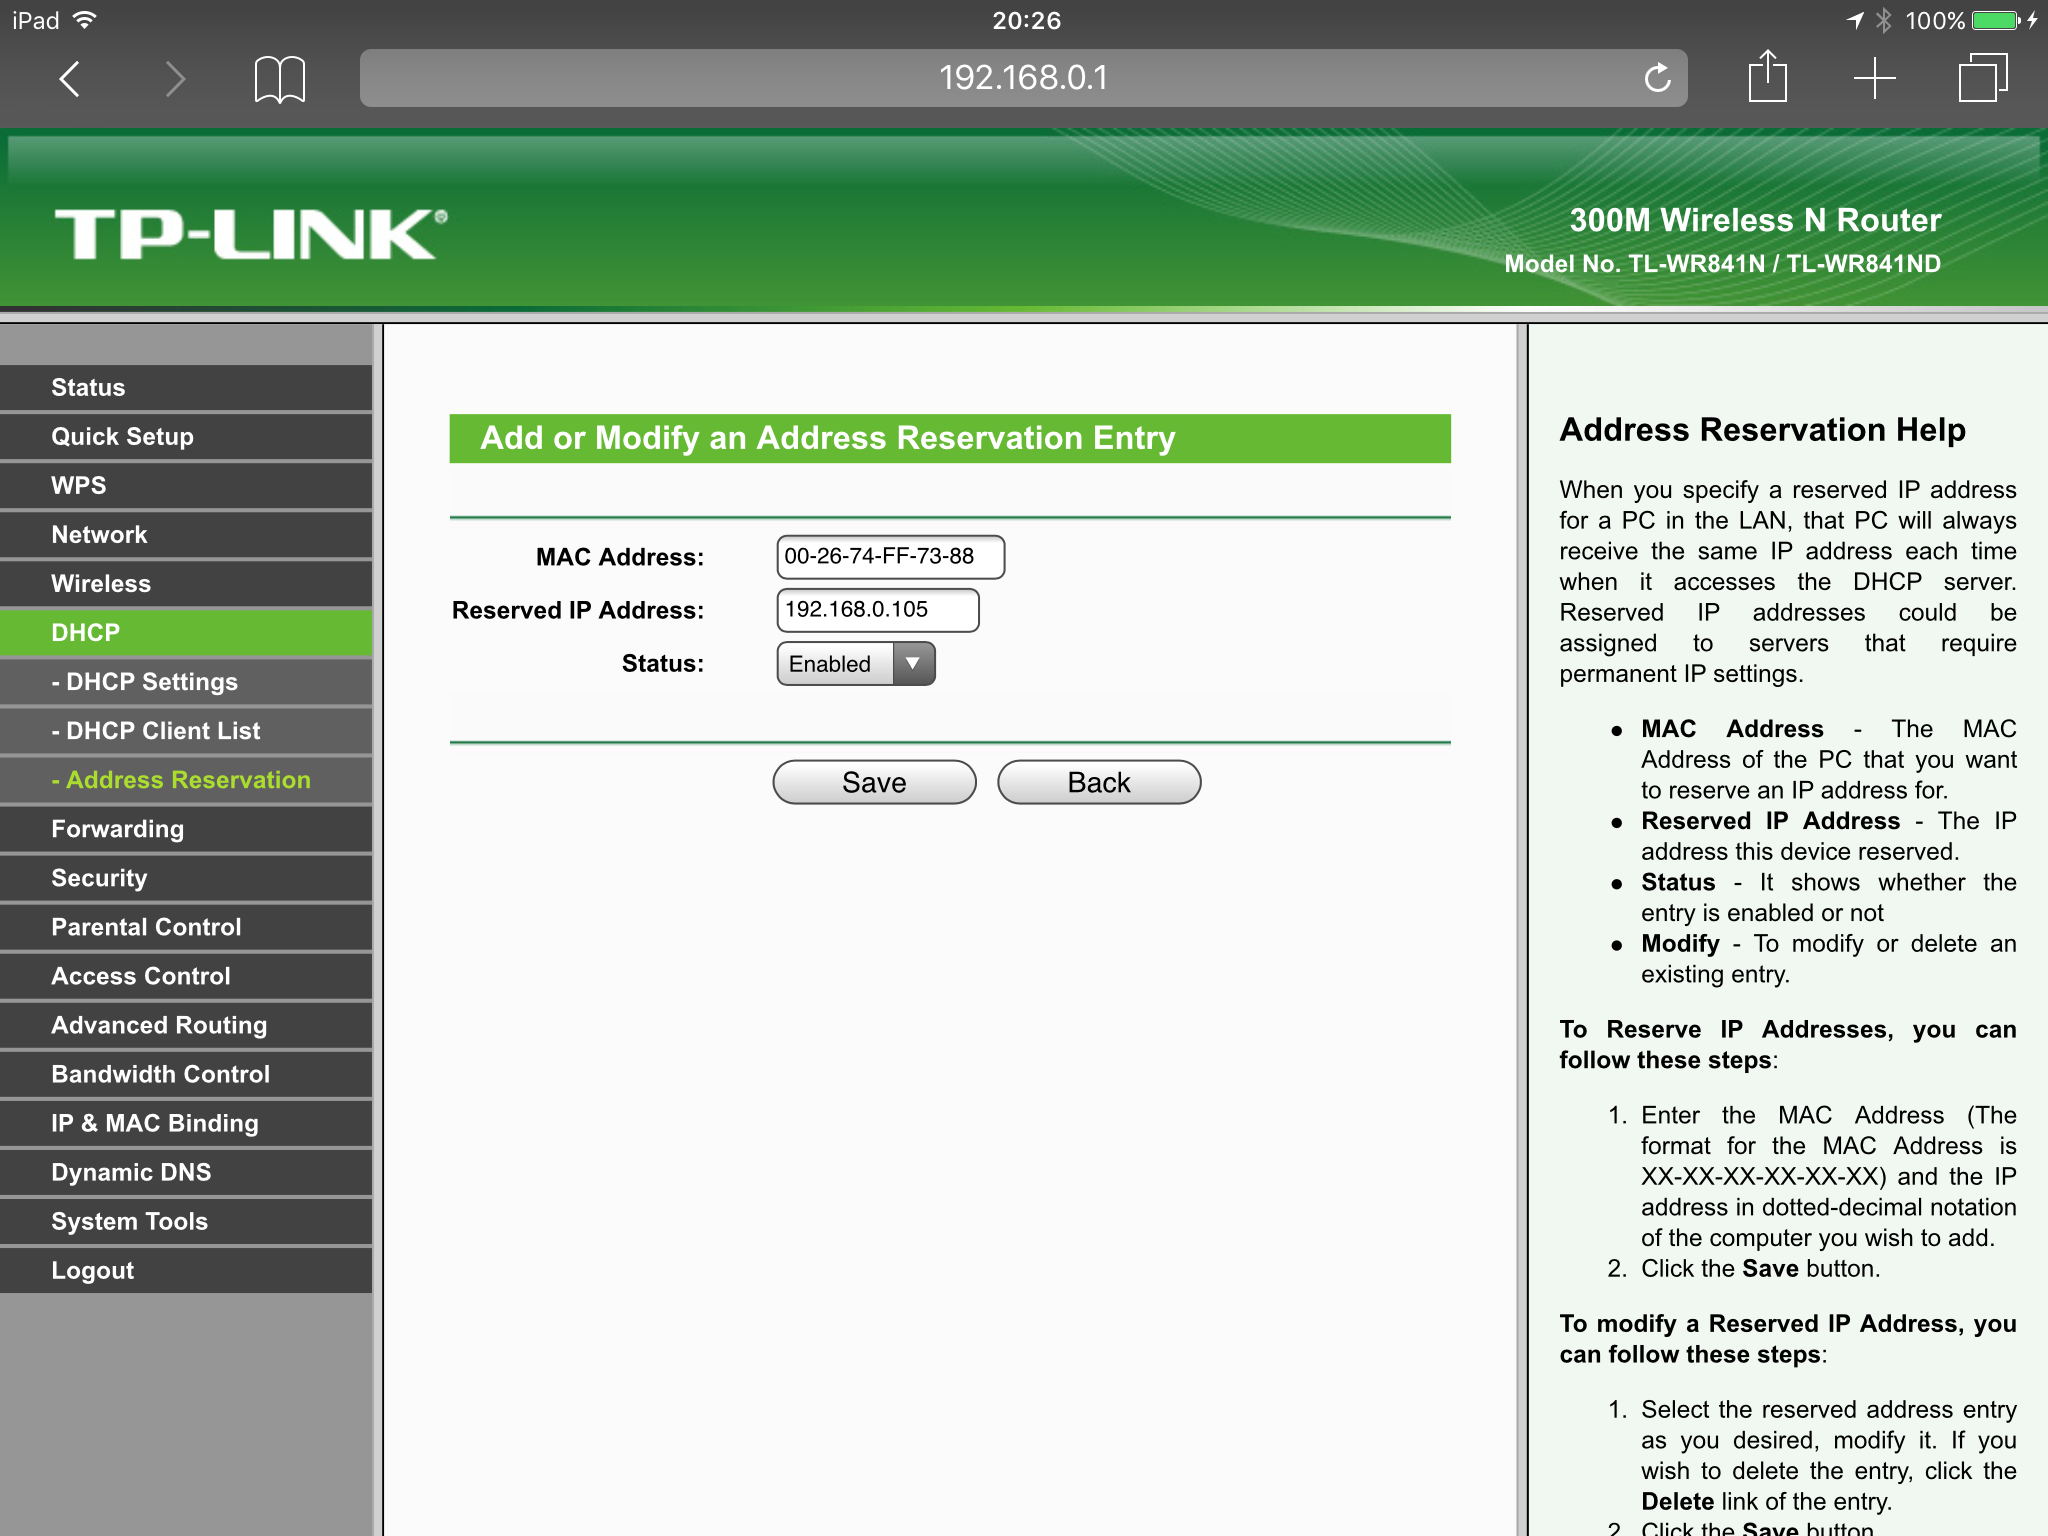 iPad
20:26
100%
192.168.0.1
TP-LINK®
300M Wireless N Router
Model No. TL-WR841N / TL-WR841ND
Status
Quick Setup
WPS
Network
Wireless
DHCP
- DHCP Settings
- DHCP Client List
- Address Reservation
Forwarding
Security
Parental Control
Access Control
Advanced Routing
Bandwidth Control
IP & MAC Binding
Dynamic DNS
System Tools
Logout
Add or Modify an Address Reservation Entry
MAC Address: 00-26-74-FF-73-88
Reserved IP Address: 192.168.0.105
Status: Enabled
Save Back
Address Reservation Help
When you specify a reserved IP address
for a PC in the LAN, that PC will always
receive the same IP address each time
when it accesses the DHCP server.
Reserved IP addresses could be
assigned to servers that require
permanent IP settings.
● MAC Address - The MAC
Address of the PC that you want
to reserve an IP address for.
● Reserved IP Address - The IP
address this device reserved.
● Status - It shows whether the
entry is enabled or not
● Modify - To modify or delete an
existing entry.
To Reserve IP Addresses, you can
follow these steps:
1. Enter the MAC Address (The
format for the MAC Address is
XX-XX-XX-XX-XX-XX) and the IP
address in dotted-decimal notation
of the computer you wish to add.
2. Click the Save button.
To modify a Reserved IP Address, you
can follow these steps:
1. Select the reserved address entry
as you desired, modify it. If you
wish to delete the entry, click the
Delete link of the entry.
2. Click the Save button